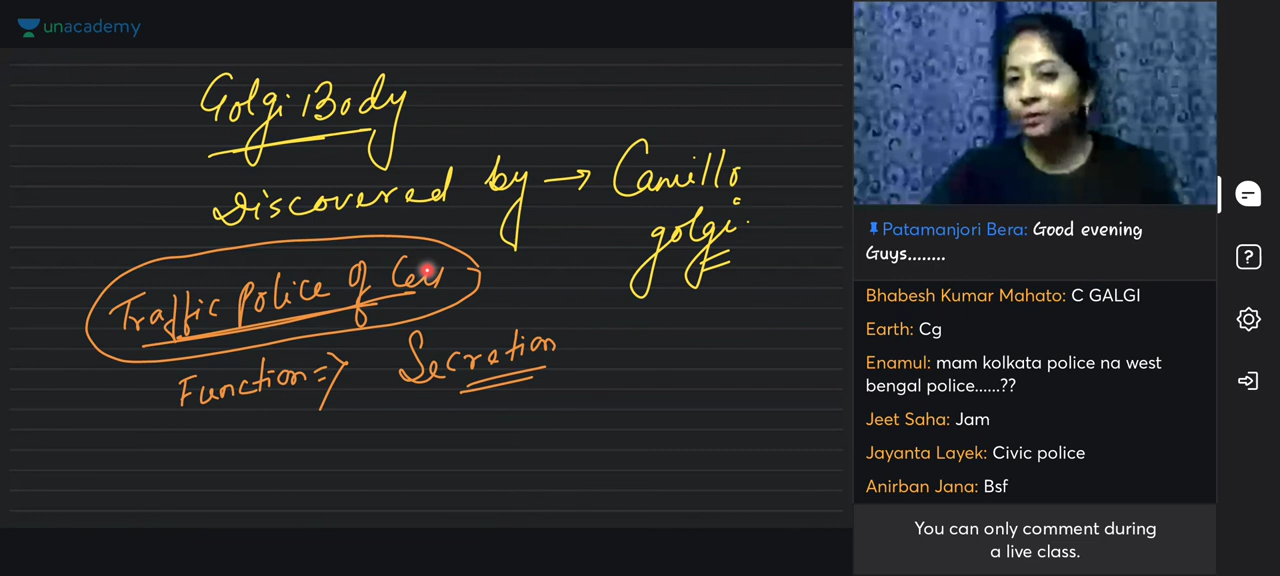 unacademy
Golgi Body
Discovered by → Camillo
golgi
Traffic police of Cell
Function ⇒ Secretion
Patamanjori Bera: Good evening
Guys........
Bhabesh Kumar Mahato: C GALGI
Earth: Cg
Enamul: mam kolkata police na west
bengal police......??
Jeet Saha: Jam
Jayanta Layek: Civic police
Anirban Jana: Bsf
You can only comment during
a live class.